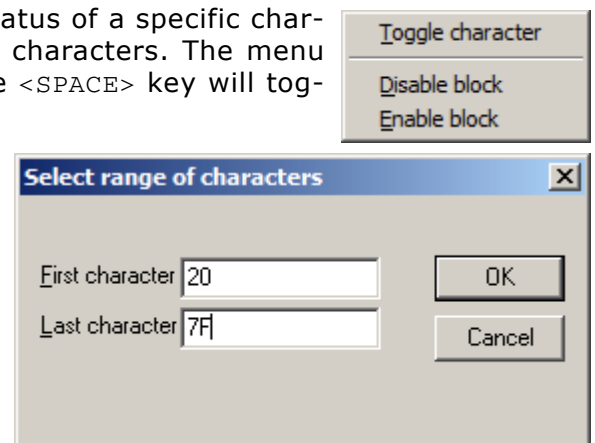 atus of a specific char-
characters. The menu
<SPACE> key will tog-
Toggle character
Disable block
Enable block
Select range of characters
First character 20
OK
Last character 7F
Cancel